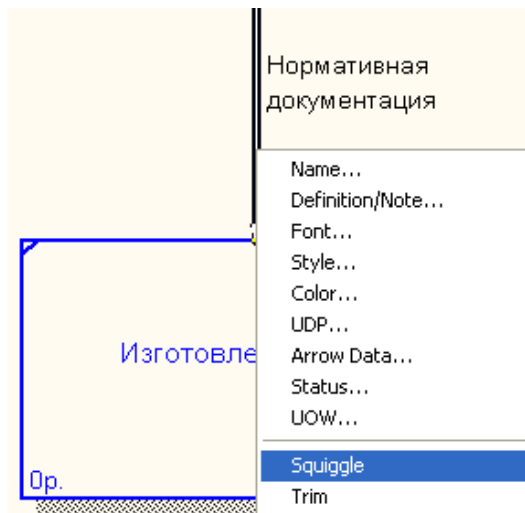 Нормативная
документация
Name...
Definition/Note...
Font...
Style...
Color...
UDP...
Изготовле
Arrow Data...
Status...
UOW...
Squiggle
0р.
Trim